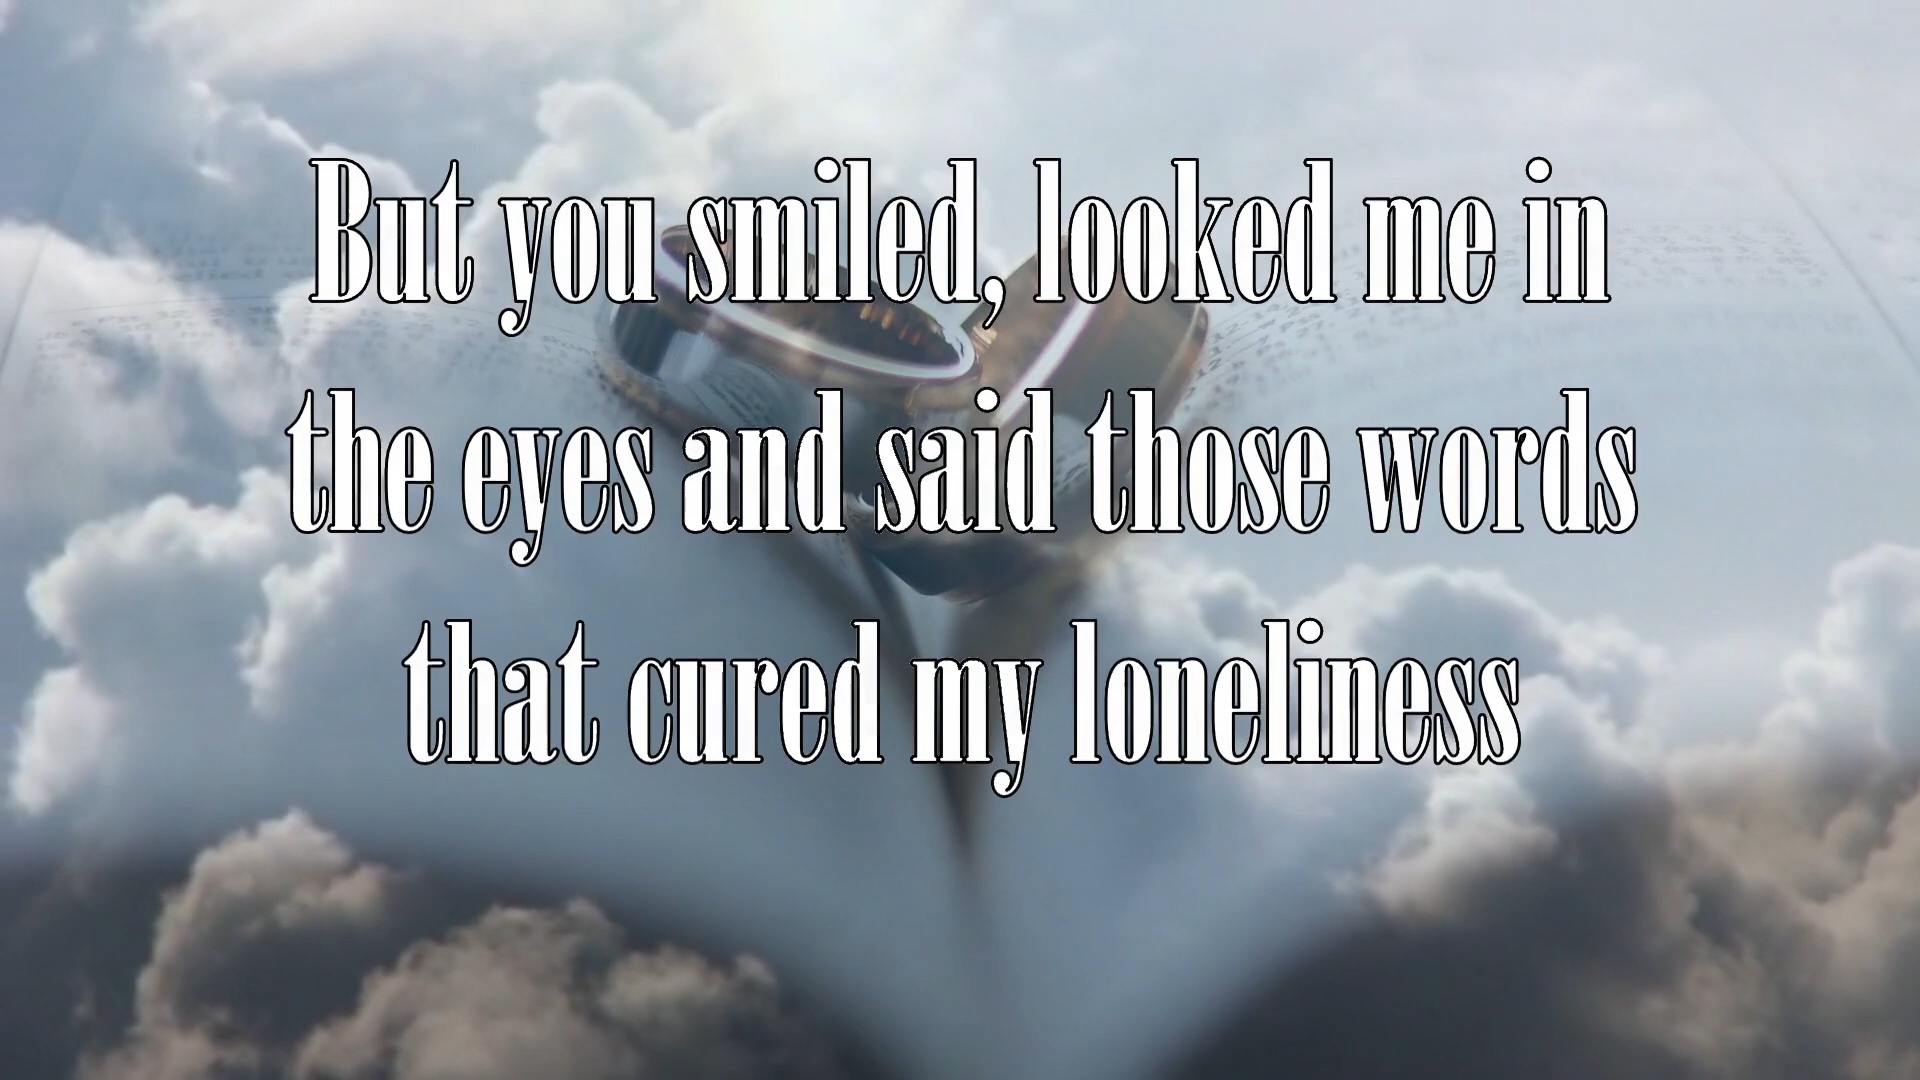 But you smiled, looked me in
the eyes and said those words
that cured my loneliness